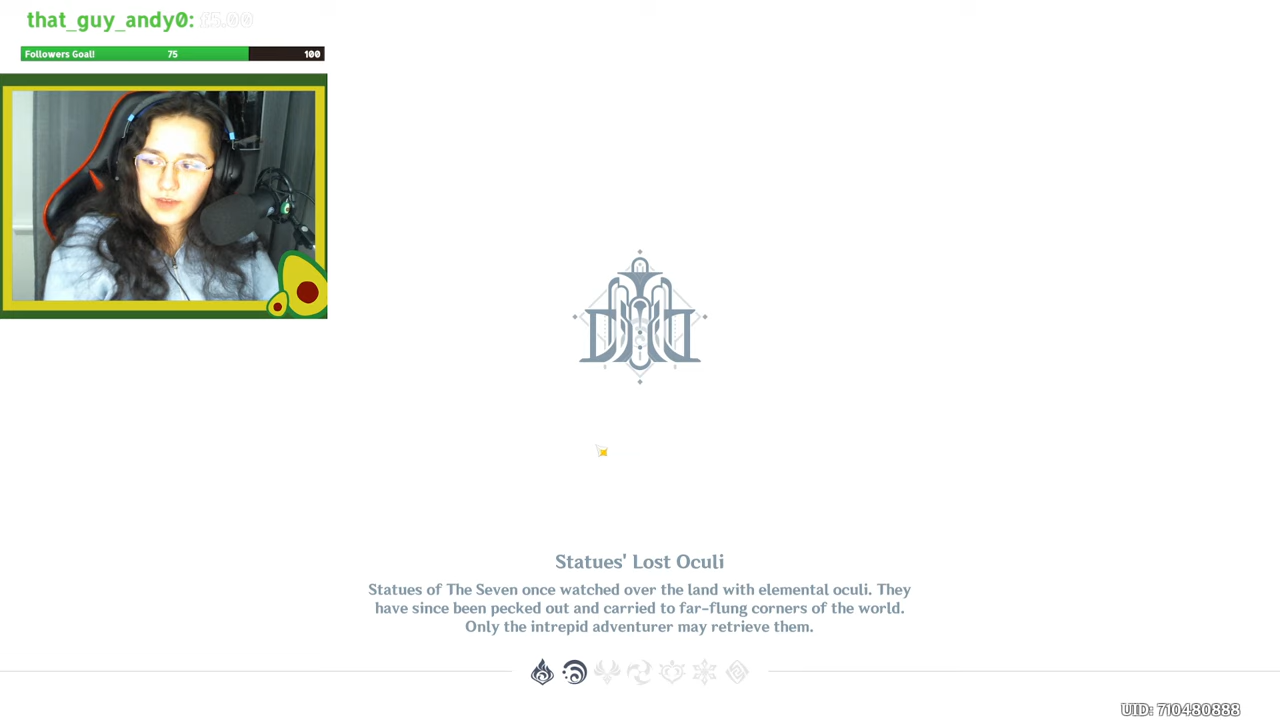 that_guy_andy0: £5.00
Followers Goal! 75 100
Statues' Lost Oculi
Statues of The Seven once watched over the land with elemental oculi. They
have since been pecked out and carried to far-flung corners of the world.
Only the intrepid adventurer may retrieve them.
UID: 710480888